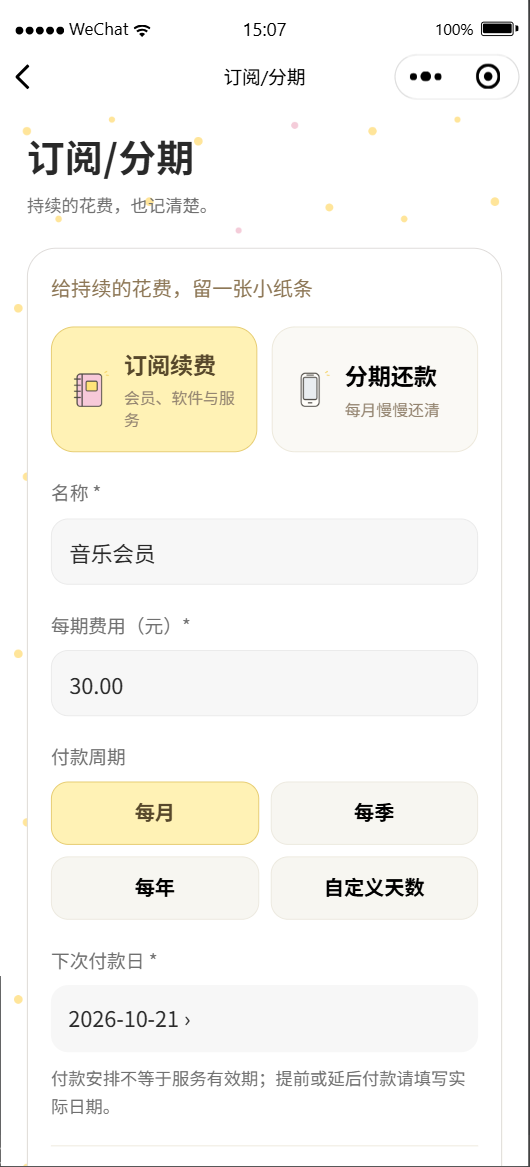 WeChat 15:07 100%
订阅/分期
订阅/分期
持续的花费，也记清楚。
给持续的花费，留一张小纸条
订阅续费
会员、软件与服
务
分期还款
每月慢慢还清
名称 *
音乐会员
每期费用（元）*
30.00
付款周期
每月 每季
每年 自定义天数
下次付款日 *
2026-10-21 ›
付款安排不等于服务有效期；提前或延后付款请填写实
际日期。